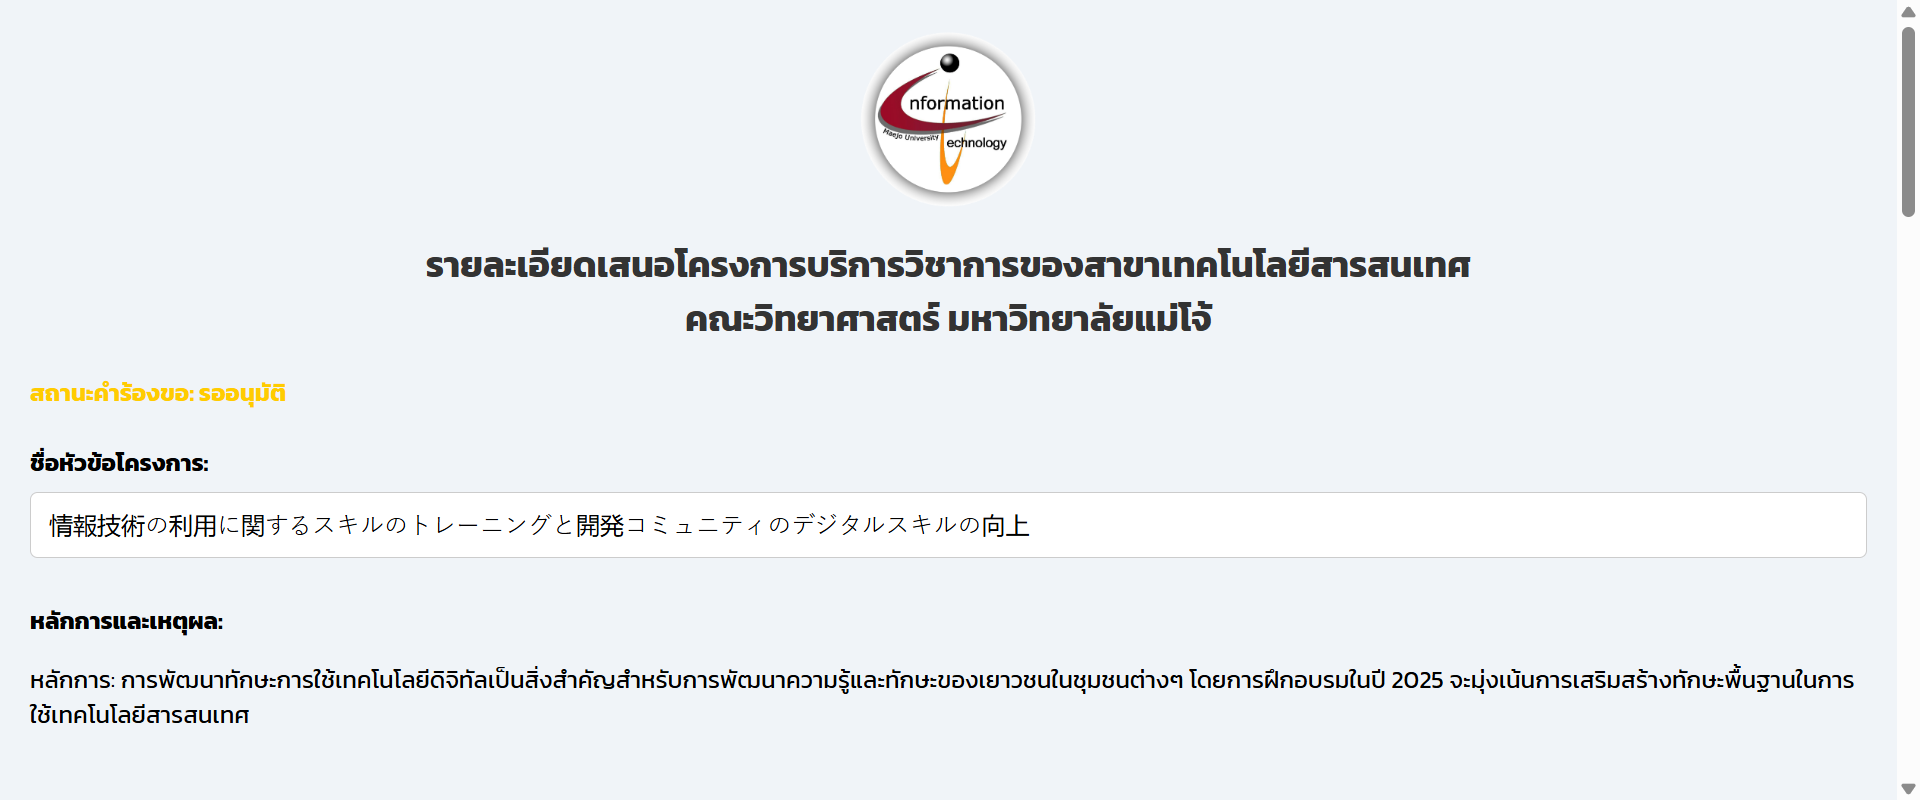 nformation
Maejo University
echnology
รายละเอียดเสนอโครงการบริการวิชาการของสาขาเทคโนโลยีสารสนเทศ
คณะวิทยาศาสตร์ มหาวิทยาลัยแม่โจ้
สถานะคำร้องขอ: รออนุมัติ
ชื่อหัวข้อโครงการ:
情報技術の利用に関するスキルのトレーニングと開発コミュニティのデジタルスキルの向上
หลักการและเหตุผล:
หลักการ: การพัฒนาทักษะการใช้เทคโนโลยีดิจิทัลเป็นสิ่งสำคัญสำหรับการพัฒนาความรู้และทักษะของเยาวชนในชุมชนต่างๆ โดยการฝึกอบรมในปี 2025 จะมุ่งเน้นการเสริมสร้างทักษะพื้นฐานในการ
ใช้เทคโนโลยีสารสนเทศ